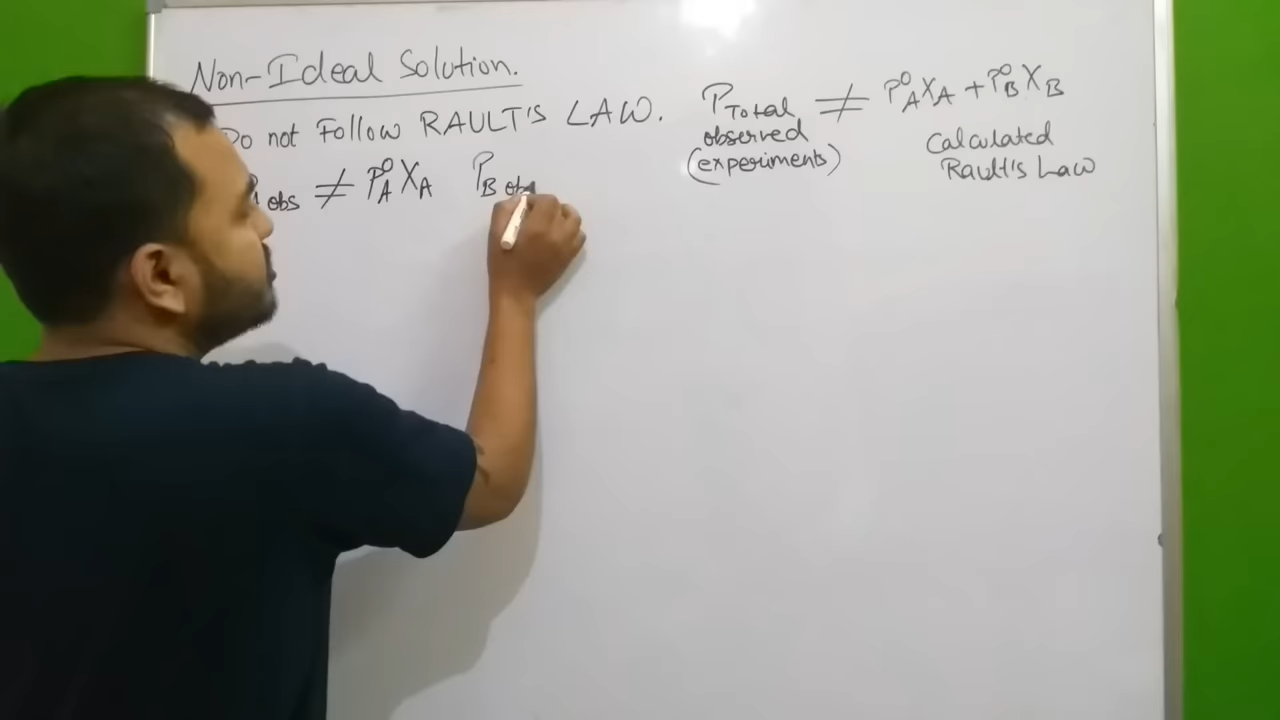 Non-Ideal Solution.
Do not Follow RAULT'S LAW.
obs ≠ P°A XA PB obs
PTotal ≠ P°A XA + P°B XB
observed
(experiments)
Calculated
Rault's Law